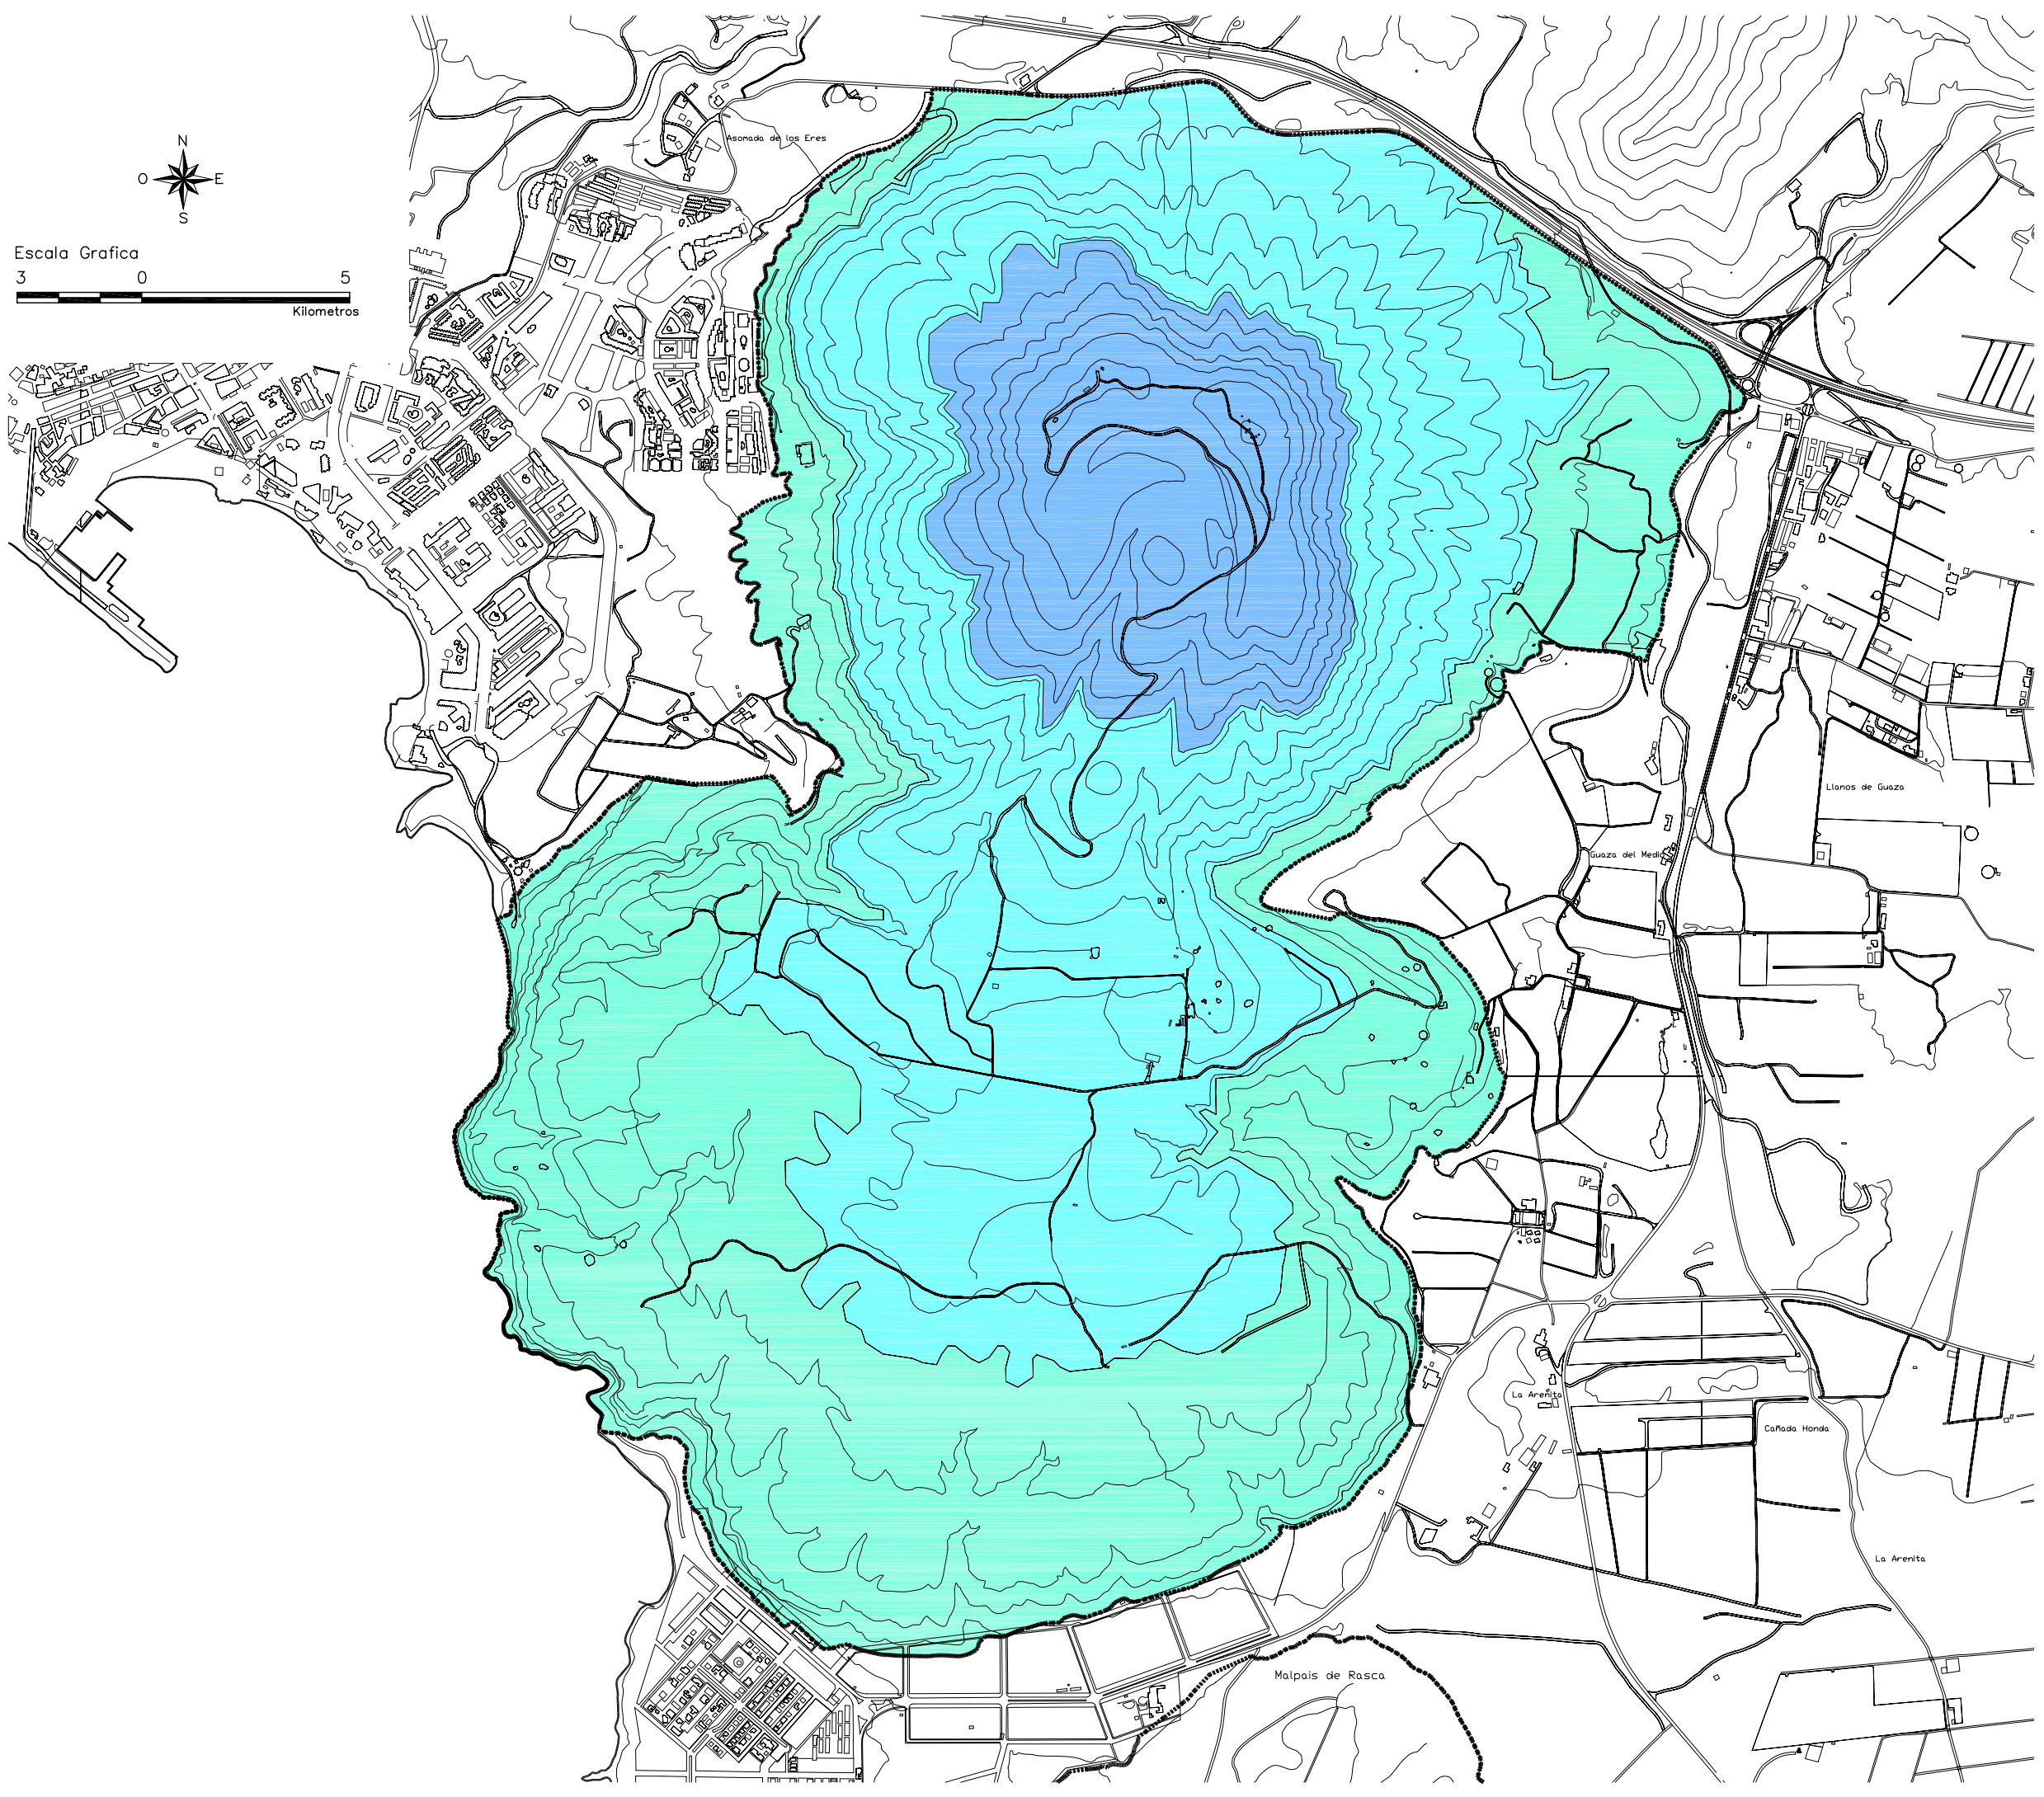 Asomada de los Eres
N
O E
S
Escala Grafica
3 0 5
Kilometros
Llanos de Guaza
Guaza del Medio
La Arenita
Cañada Honda
La Arenita
Malpais de Rasca